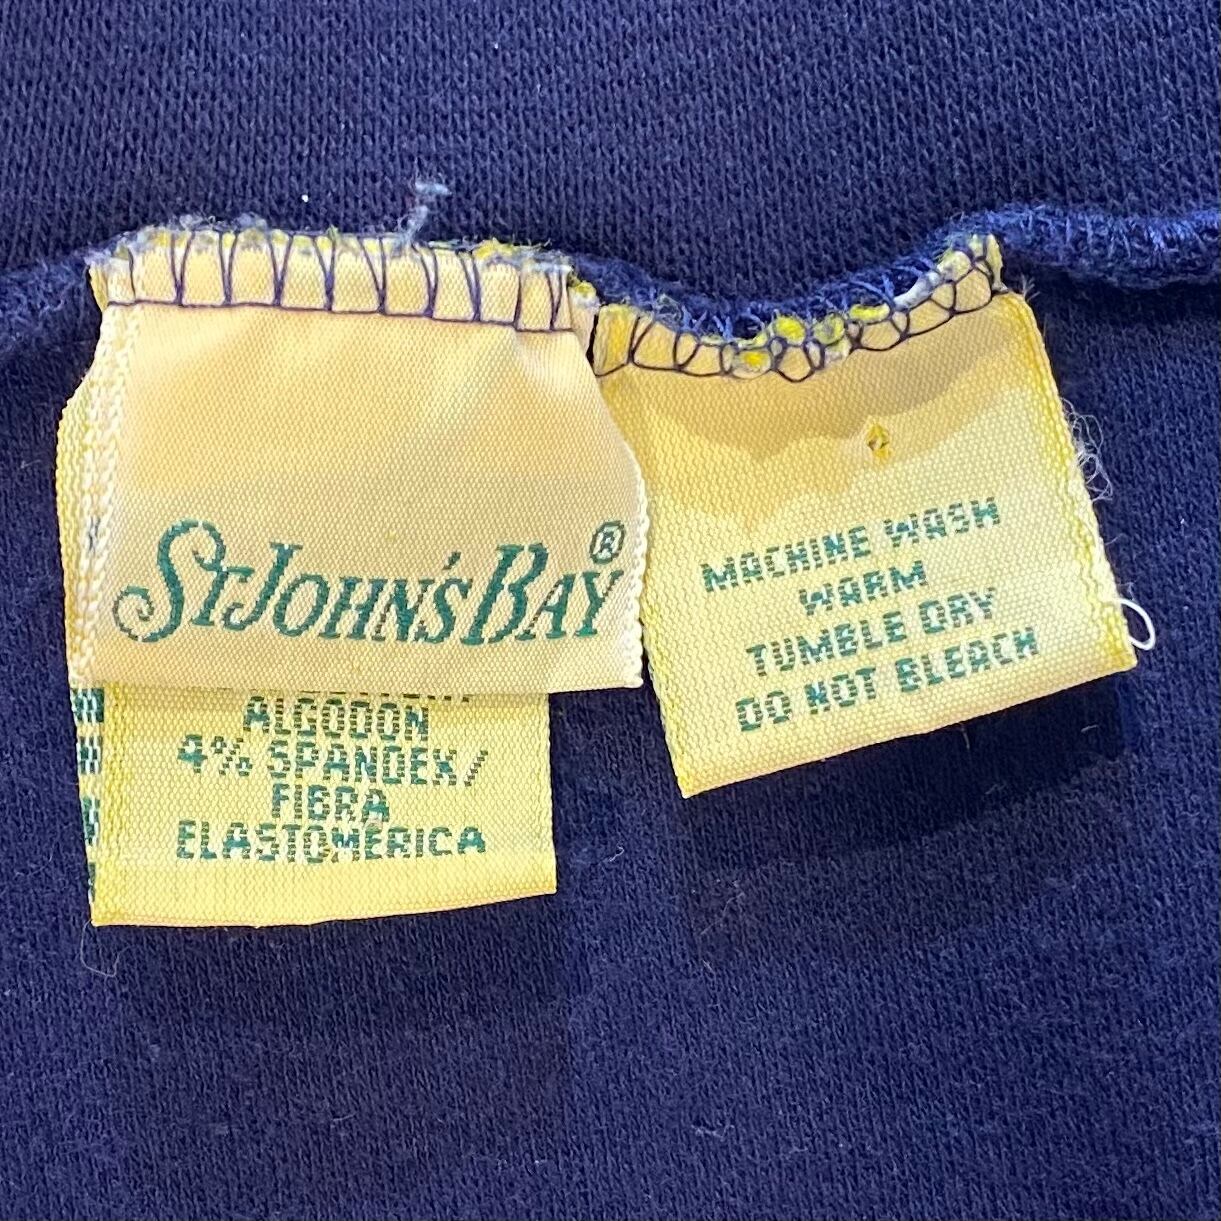 ST JOHN'S BAY®
ALGODON
4% SPANDEX/
FIBRA
ELASTOMERICA
MACHINE WASH
WARM
TUMBLE DRY
DO NOT BLEACH